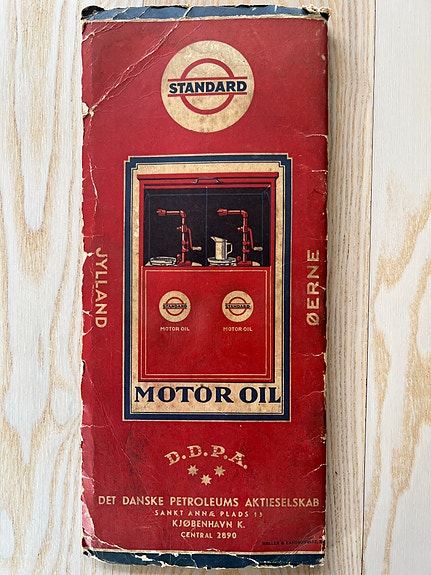 STANDARD
JYLLAND
ØERNE
STANDARD
MOTOR OIL
STANDARD
MOTOR OIL
MOTOR OIL
D.D.P.A.
DET DANSKE PETROLEUMS AKTIESELSKAB
SANKT ANNÆ PLADS 13
KJØBENHAVN K.
CENTRAL 2890